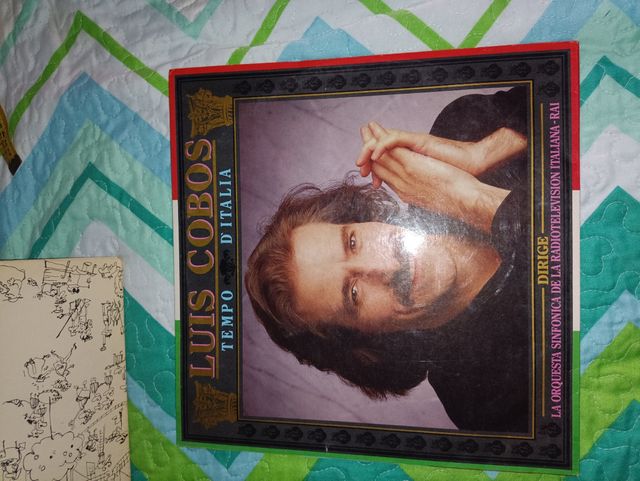 LUIS COBOS
TEMPO D'ITALIA
DIRIGE
LA ORQUESTA SINFONICA DE LA RADIOTELEVISION ITALIANA - RAI